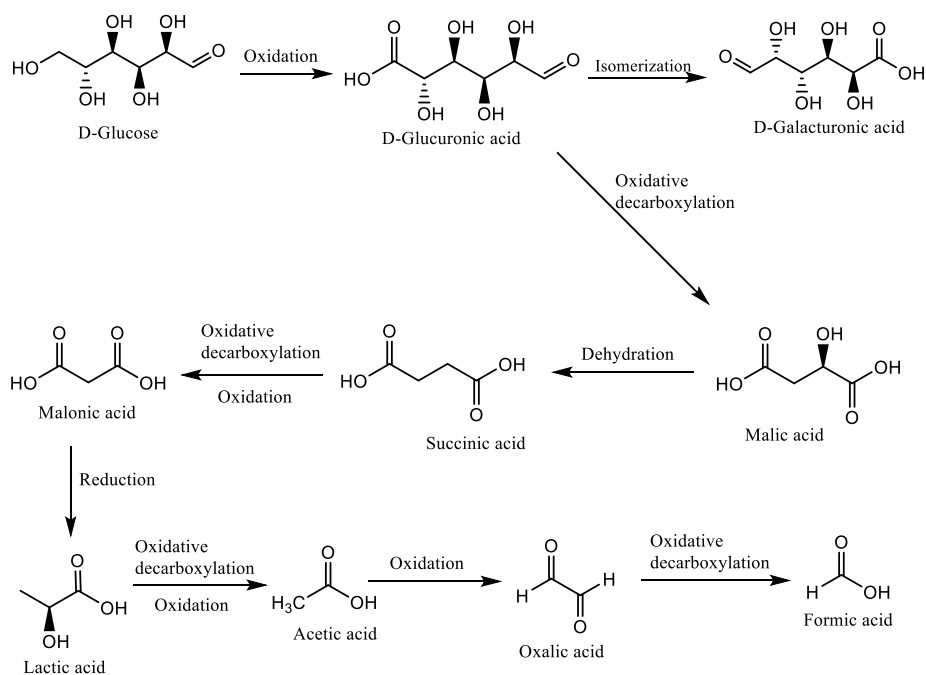 OH OH
HO O
OH OH
D-Glucose
Oxidation
O OH OH
HO O
OH OH
D-Glucuronic acid
Isomerization
OH OH O
O OH
OH OH
D-Galacturonic acid
Oxidative
decarboxylation
O OH
HO OH
O
Malic acid
Dehydration
O
HO OH
O
Succinic acid
Oxidative
decarboxylation
Oxidation
O O
HO OH
Malonic acid
Reduction
O
OH
OH
Lactic acid
Oxidative
decarboxylation
Oxidation
O
H3C OH
Acetic acid
Oxidation
O
H H
O
Oxalic acid
Oxidative
decarboxylation
O
H OH
Formic acid